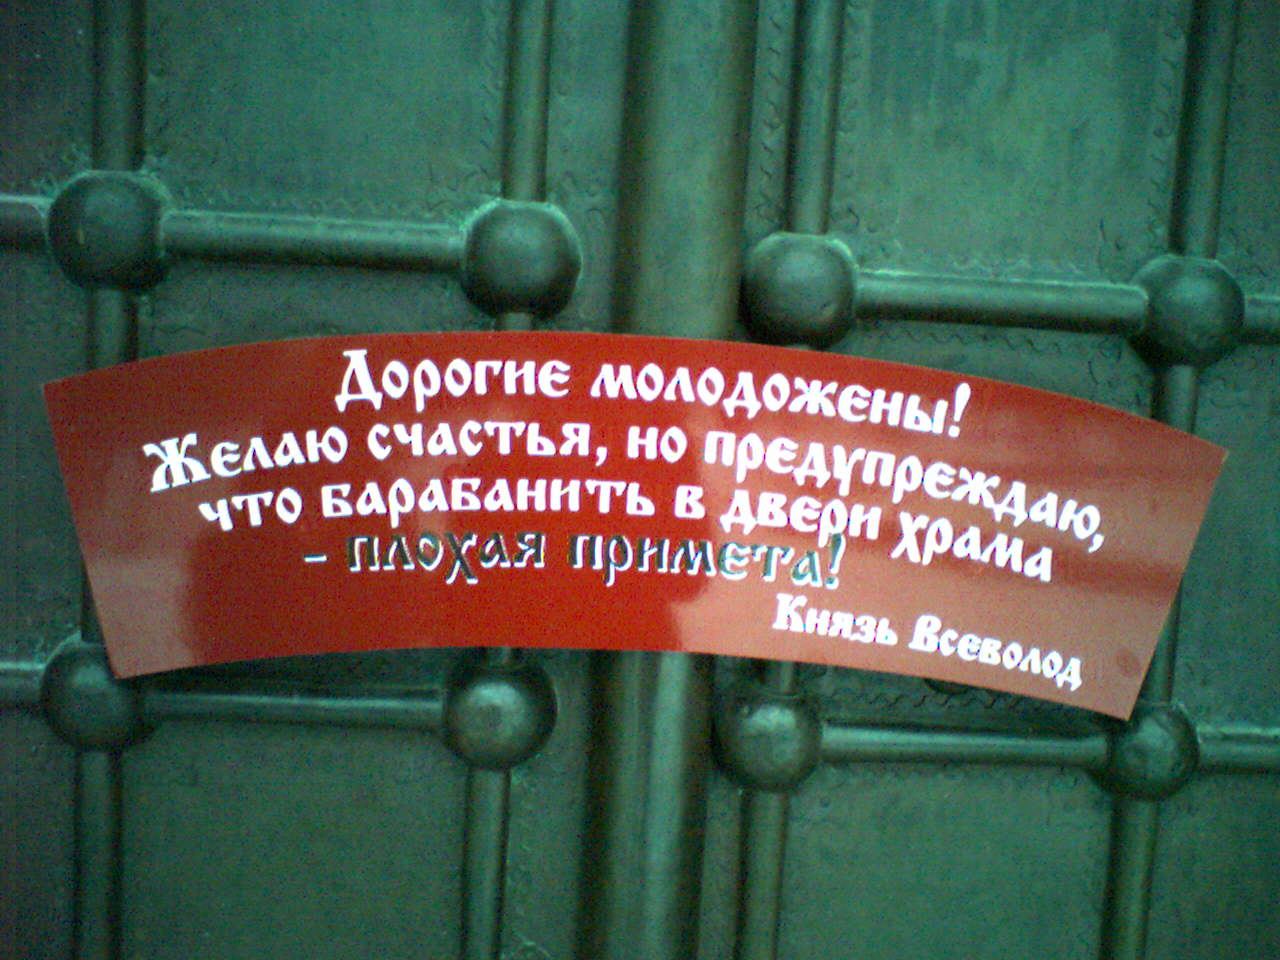 Дорогие молодожены!
Желаю счастья, но предупреждаю,
что барабанить в двери храма
- плохая примета!
Князь Всеволод